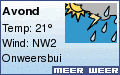 Avond
Temp: 21°
Wind: NW2
Onweersbui
MEER WEER